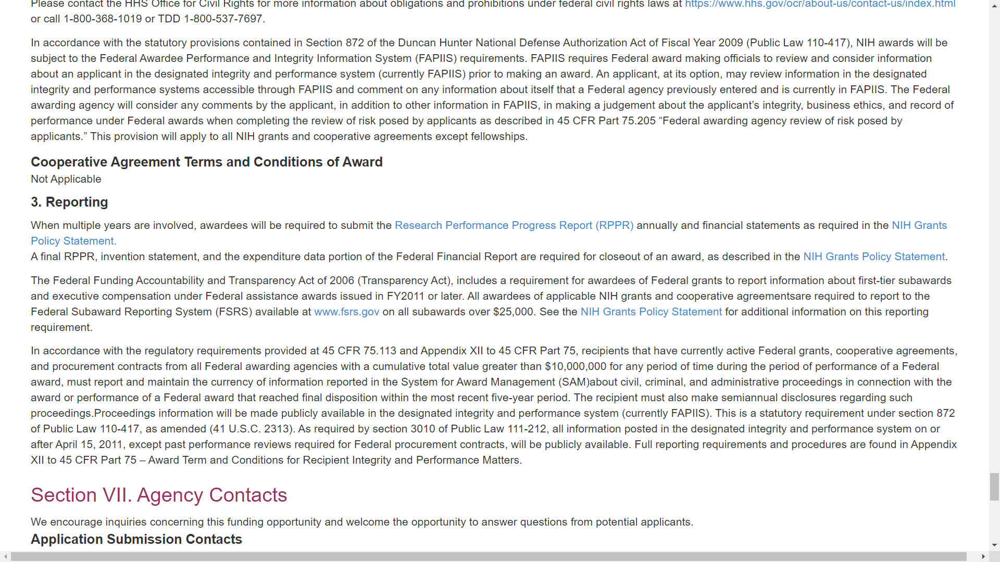 Please contact the HHS Office for Civil Rights for more information about obligations and prohibitions under federal civil rights laws at https://www.hhs.gov/ocr/about-us/contact-us/index.html
or call 1-800-368-1019 or TDD 1-800-537-7697.
In accordance with the statutory provisions contained in Section 872 of the Duncan Hunter National Defense Authorization Act of Fiscal Year 2009 (Public Law 110-417), NIH awards will be
subject to the Federal Awardee Performance and Integrity Information System (FAPIIS) requirements. FAPIIS requires Federal award making officials to review and consider information
about an applicant in the designated integrity and performance system (currently FAPIIS) prior to making an award. An applicant, at its option, may review information in the designated
integrity and performance systems accessible through FAPIIS and comment on any information about itself that a Federal agency previously entered and is currently in FAPIIS. The Federal
awarding agency will consider any comments by the applicant, in addition to other information in FAPIIS, in making a judgement about the applicant’s integrity, business ethics, and record of
performance under Federal awards when completing the review of risk posed by applicants as described in 45 CFR Part 75.205 “Federal awarding agency review of risk posed by
applicants.” This provision will apply to all NIH grants and cooperative agreements except fellowships.
Cooperative Agreement Terms and Conditions of Award
Not Applicable
3. Reporting
When multiple years are involved, awardees will be required to submit the Research Performance Progress Report (RPPR) annually and financial statements as required in the NIH Grants
Policy Statement.
A final RPPR, invention statement, and the expenditure data portion of the Federal Financial Report are required for closeout of an award, as described in the NIH Grants Policy Statement.
The Federal Funding Accountability and Transparency Act of 2006 (Transparency Act), includes a requirement for awardees of Federal grants to report information about first-tier subawards
and executive compensation under Federal assistance awards issued in FY2011 or later. All awardees of applicable NIH grants and cooperative agreementsare required to report to the
Federal Subaward Reporting System (FSRS) available at www.fsrs.gov on all subawards over $25,000. See the NIH Grants Policy Statement for additional information on this reporting
requirement.
In accordance with the regulatory requirements provided at 45 CFR 75.113 and Appendix XII to 45 CFR Part 75, recipients that have currently active Federal grants, cooperative agreements,
and procurement contracts from all Federal awarding agencies with a cumulative total value greater than $10,000,000 for any period of time during the period of performance of a Federal
award, must report and maintain the currency of information reported in the System for Award Management (SAM)about civil, criminal, and administrative proceedings in connection with the
award or performance of a Federal award that reached final disposition within the most recent five-year period. The recipient must also make semiannual disclosures regarding such
proceedings.Proceedings information will be made publicly available in the designated integrity and performance system (currently FAPIIS). This is a statutory requirement under section 872
of Public Law 110-417, as amended (41 U.S.C. 2313). As required by section 3010 of Public Law 111-212, all information posted in the designated integrity and performance system on or
after April 15, 2011, except past performance reviews required for Federal procurement contracts, will be publicly available. Full reporting requirements and procedures are found in Appendix
XII to 45 CFR Part 75 – Award Term and Conditions for Recipient Integrity and Performance Matters.
Section VII. Agency Contacts
We encourage inquiries concerning this funding opportunity and welcome the opportunity to answer questions from potential applicants.
Application Submission Contacts